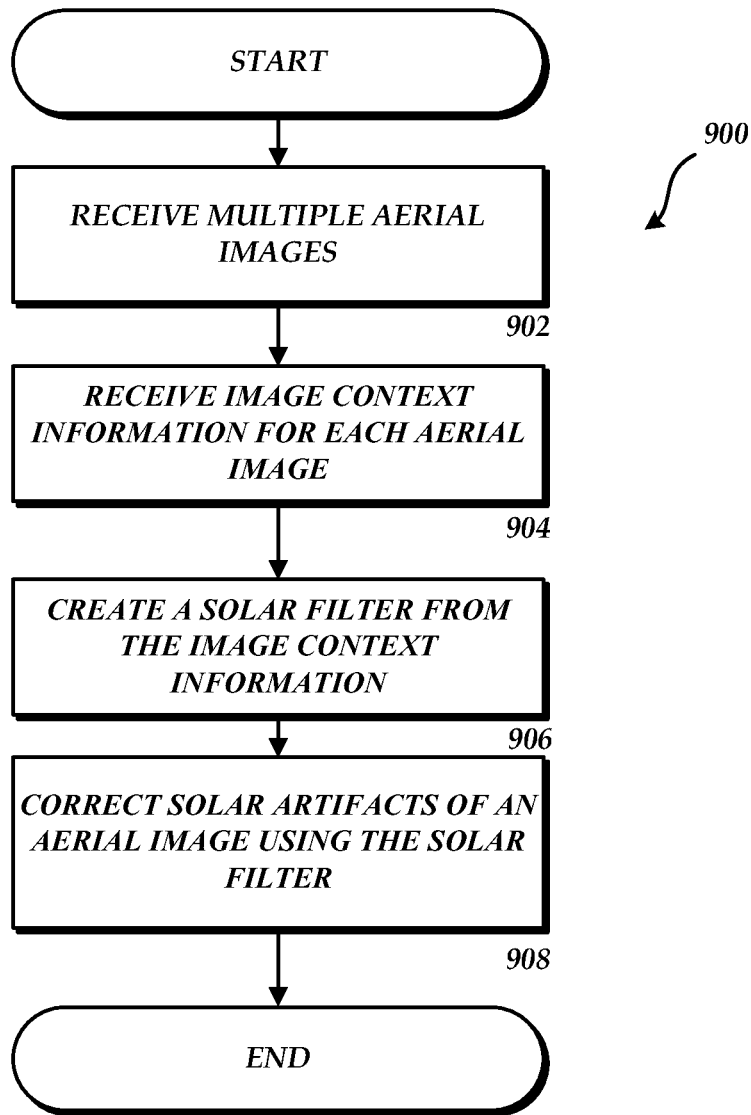 START
900
RECEIVE MULTIPLE AERIAL
IMAGES
902
RECEIVE IMAGE CONTEXT
INFORMATION FOR EACH AERIAL
IMAGE
904
CREATE A SOLAR FILTER FROM
THE IMAGE CONTEXT
INFORMATION
906
CORRECT SOLAR ARTIFACTS OF AN
AERIAL IMAGE USING THE SOLAR
FILTER
908
END